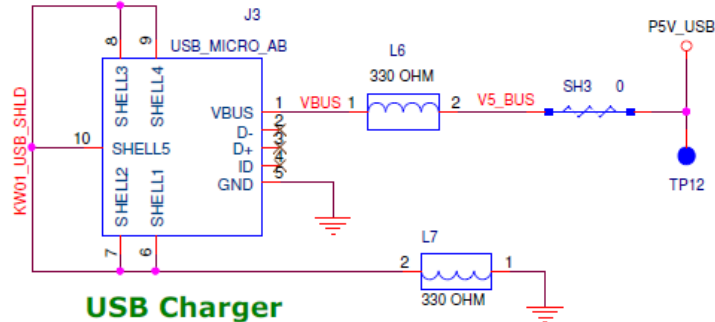 J3
USB_MICRO_AB
8
9
SHELL3
SHELL4
10
SHELL5
SHELL2
SHELL1
7
6
KW01_USB_SHLD
VBUS
1
D-
2
D+
3
ID
4
GND
5
VBUS
1
L6
330 OHM
2
V5_BUS
SH3
0
P5V_USB
TP12
L7
2
1
330 OHM
USB Charger